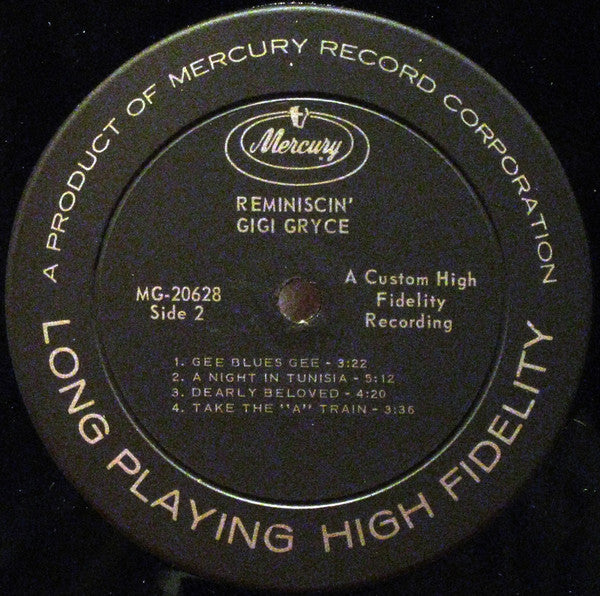 A PRODUCT OF MERCURY RECORD CORPORATION
Mercury
REMINISCIN'
GIGI GRYCE
MG-20628
Side 2
A Custom High
Fidelity
Recording
1. GEE BLUES GEE - 3:22
2. A NIGHT IN TUNISIA - 5:12
3. DEARLY BELOVED - 4:20
4. TAKE THE "A" TRAIN - 3:36
LONG PLAYING HIGH FIDELITY